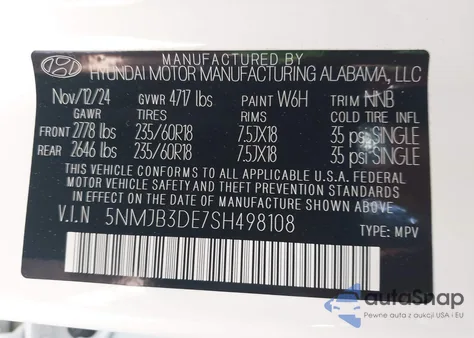 MANUFACTURED BY
HYUNDAI MOTOR MANUFACTURING ALABAMA, LLC
Nov/12/24 GVWR 4717 lbs PAINT W6H TRIM NNB
GAWR TIRES RIMS COLD TIRE INFL
FRONT 2778 lbs 235/60R18 7.5JX18 35 psi SINGLE
REAR 2646 lbs 235/60R18 7.5JX18 35 psi SINGLE
THIS VEHICLE CONFORMS TO ALL APPLICABLE U.S.A. FEDERAL
MOTOR VEHICLE SAFETY AND THEFT PREVENTION STANDARDS
IN EFFECT ON THE DATE OF MANUFACTURE SHOWN ABOVE.
V.I.N 5NMJB3DE7SH498108
TYPE: MPV
autoSnap
Pewne auta z aukcji USA i EU